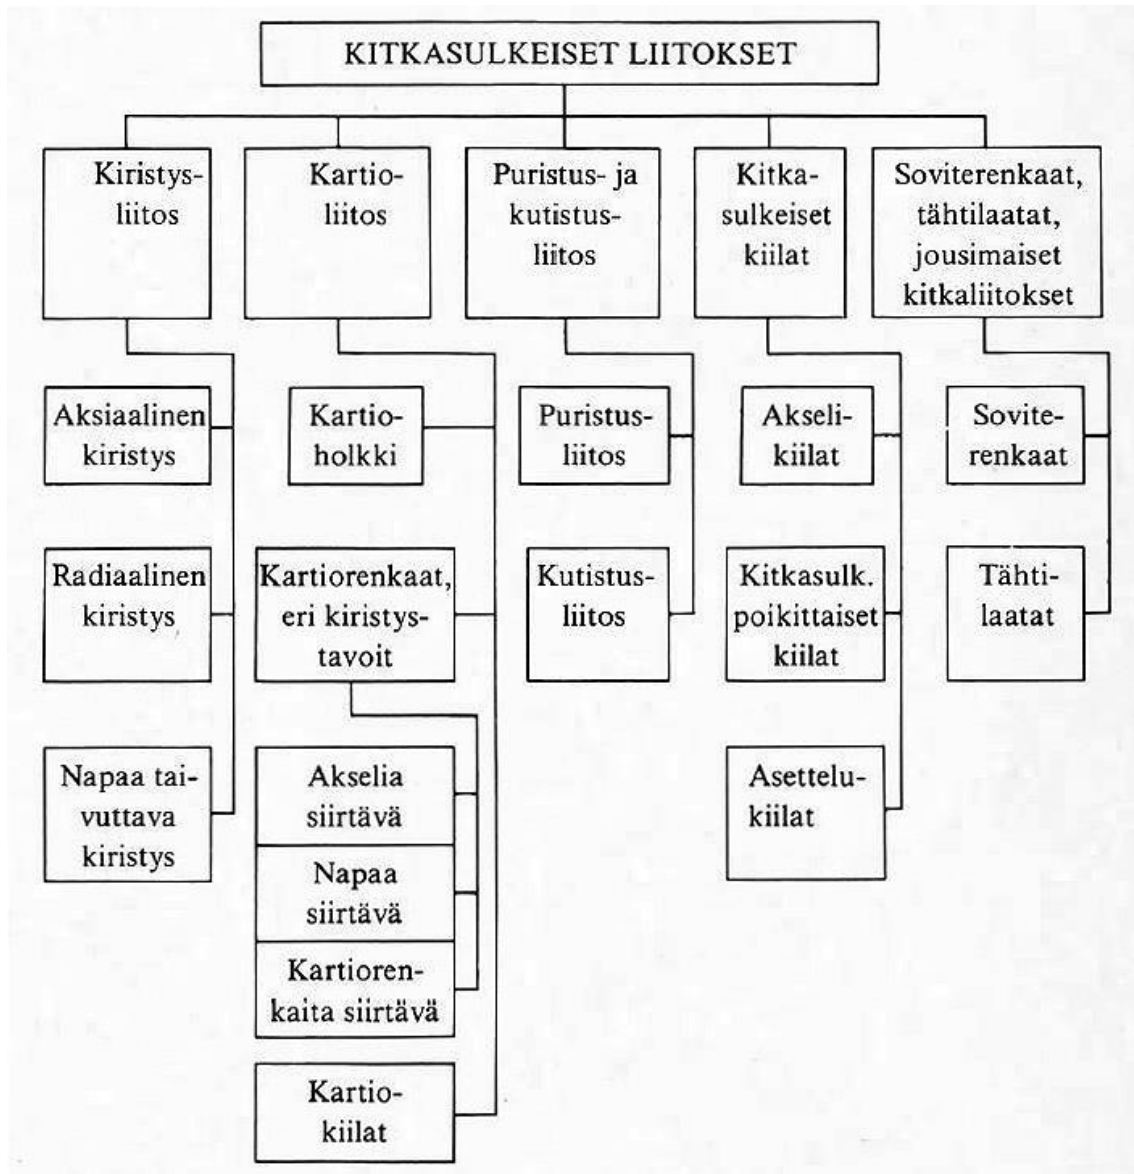 KITKASULKEISET LIITOKSET
Kiristys-
liitos
Kartio-
liitos
Puristus- ja
kutistus-
liitos
Kitka-
sulkeiset
kiilat
Soviterenkaat,
tähtilaatat,
jousimaiset
kitkaliitokset
Aksiaalinen
kiristys
Kartio-
holkki
Puristus-
liitos
Akseli-
kiilat
Sovite-
renkaat
Radiaalinen
kiristys
Kartiorenkaat,
eri kiristys-
tavoit
Kutistus-
liitos
Kitkasulk.
poikittaiset
kiilat
Tähti-
laatat
Napaa tai-
vuttava
kiristys
Akselia
siirtävä
Napaa
siirtävä
Kartioren-
kaita siirtävä
Asettelu-
kiilat
Kartio-
kiilat